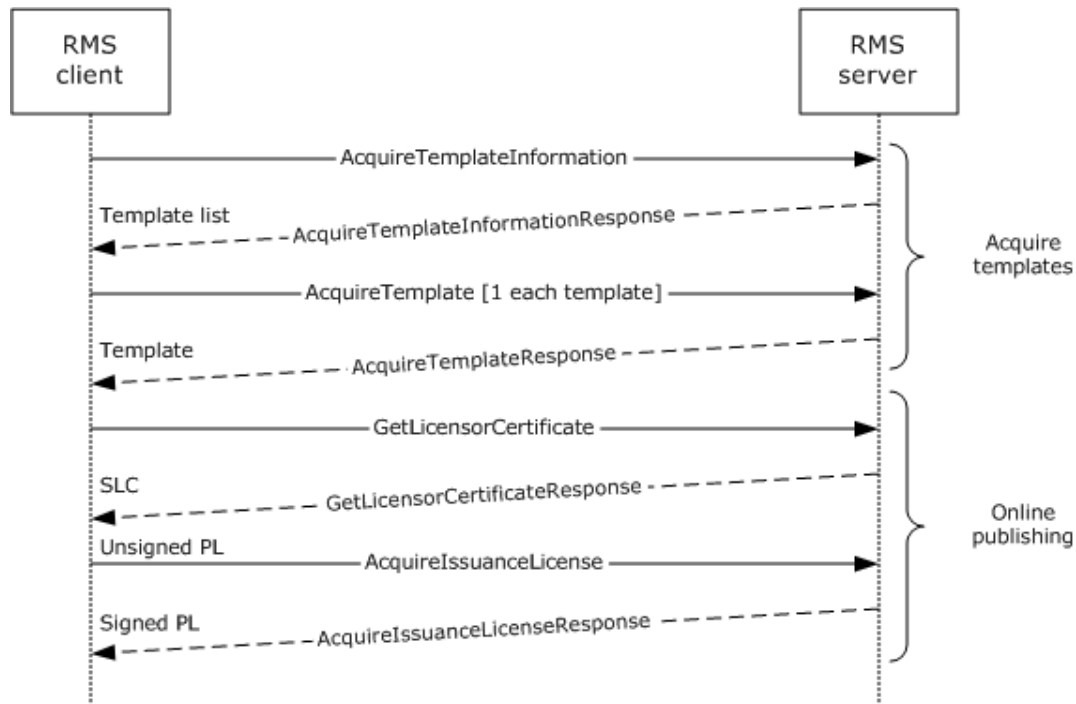 RMS
client
RMS
server
AcquireTemplateInformation
Template list
AcquireTemplateInformationResponse
Acquire
templates
AcquireTemplate [1 each template]
Template
AcquireTemplateResponse
GetLicensorCertificate
SLC
GetLicensorCertificateResponse
Online
publishing
Unsigned PL
AcquireIssuanceLicense
Signed PL
AcquireIssuanceLicenseResponse